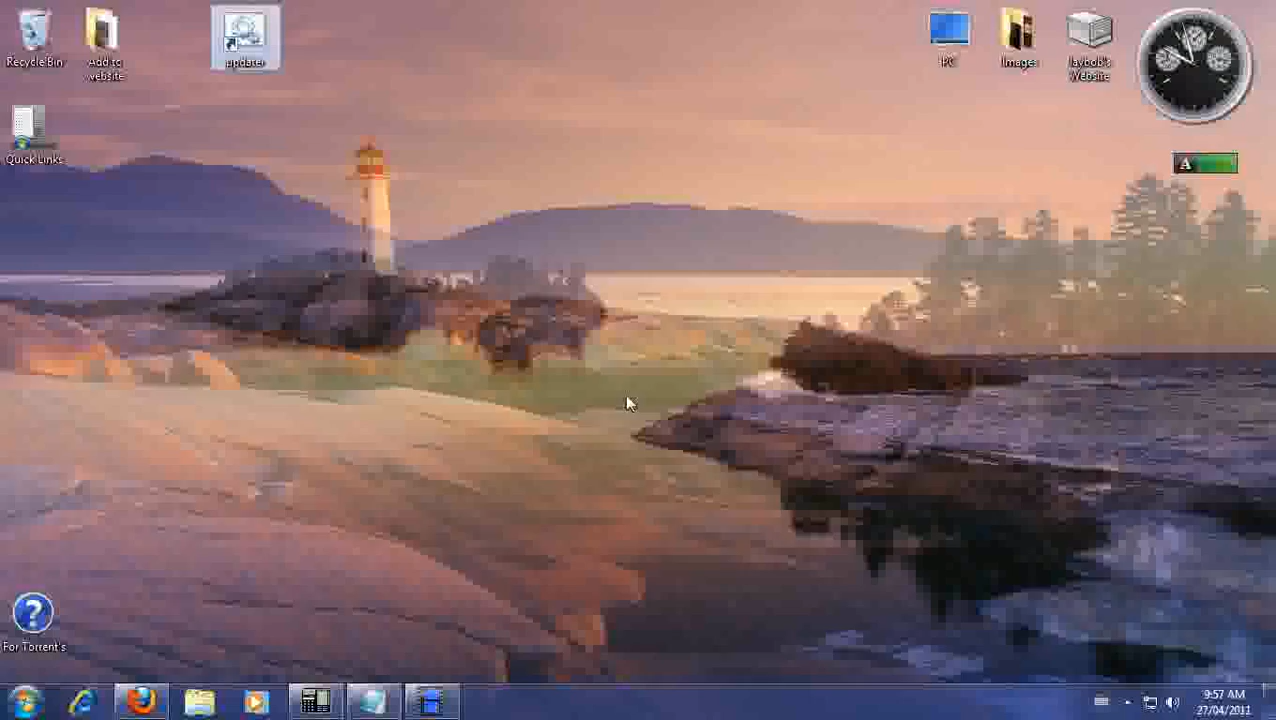 Recycle Bin
Add to
website
updater
PC
Images
Jaybob's
Website
Quick Links
A
For Torrent's
9:57 AM
27/04/2011